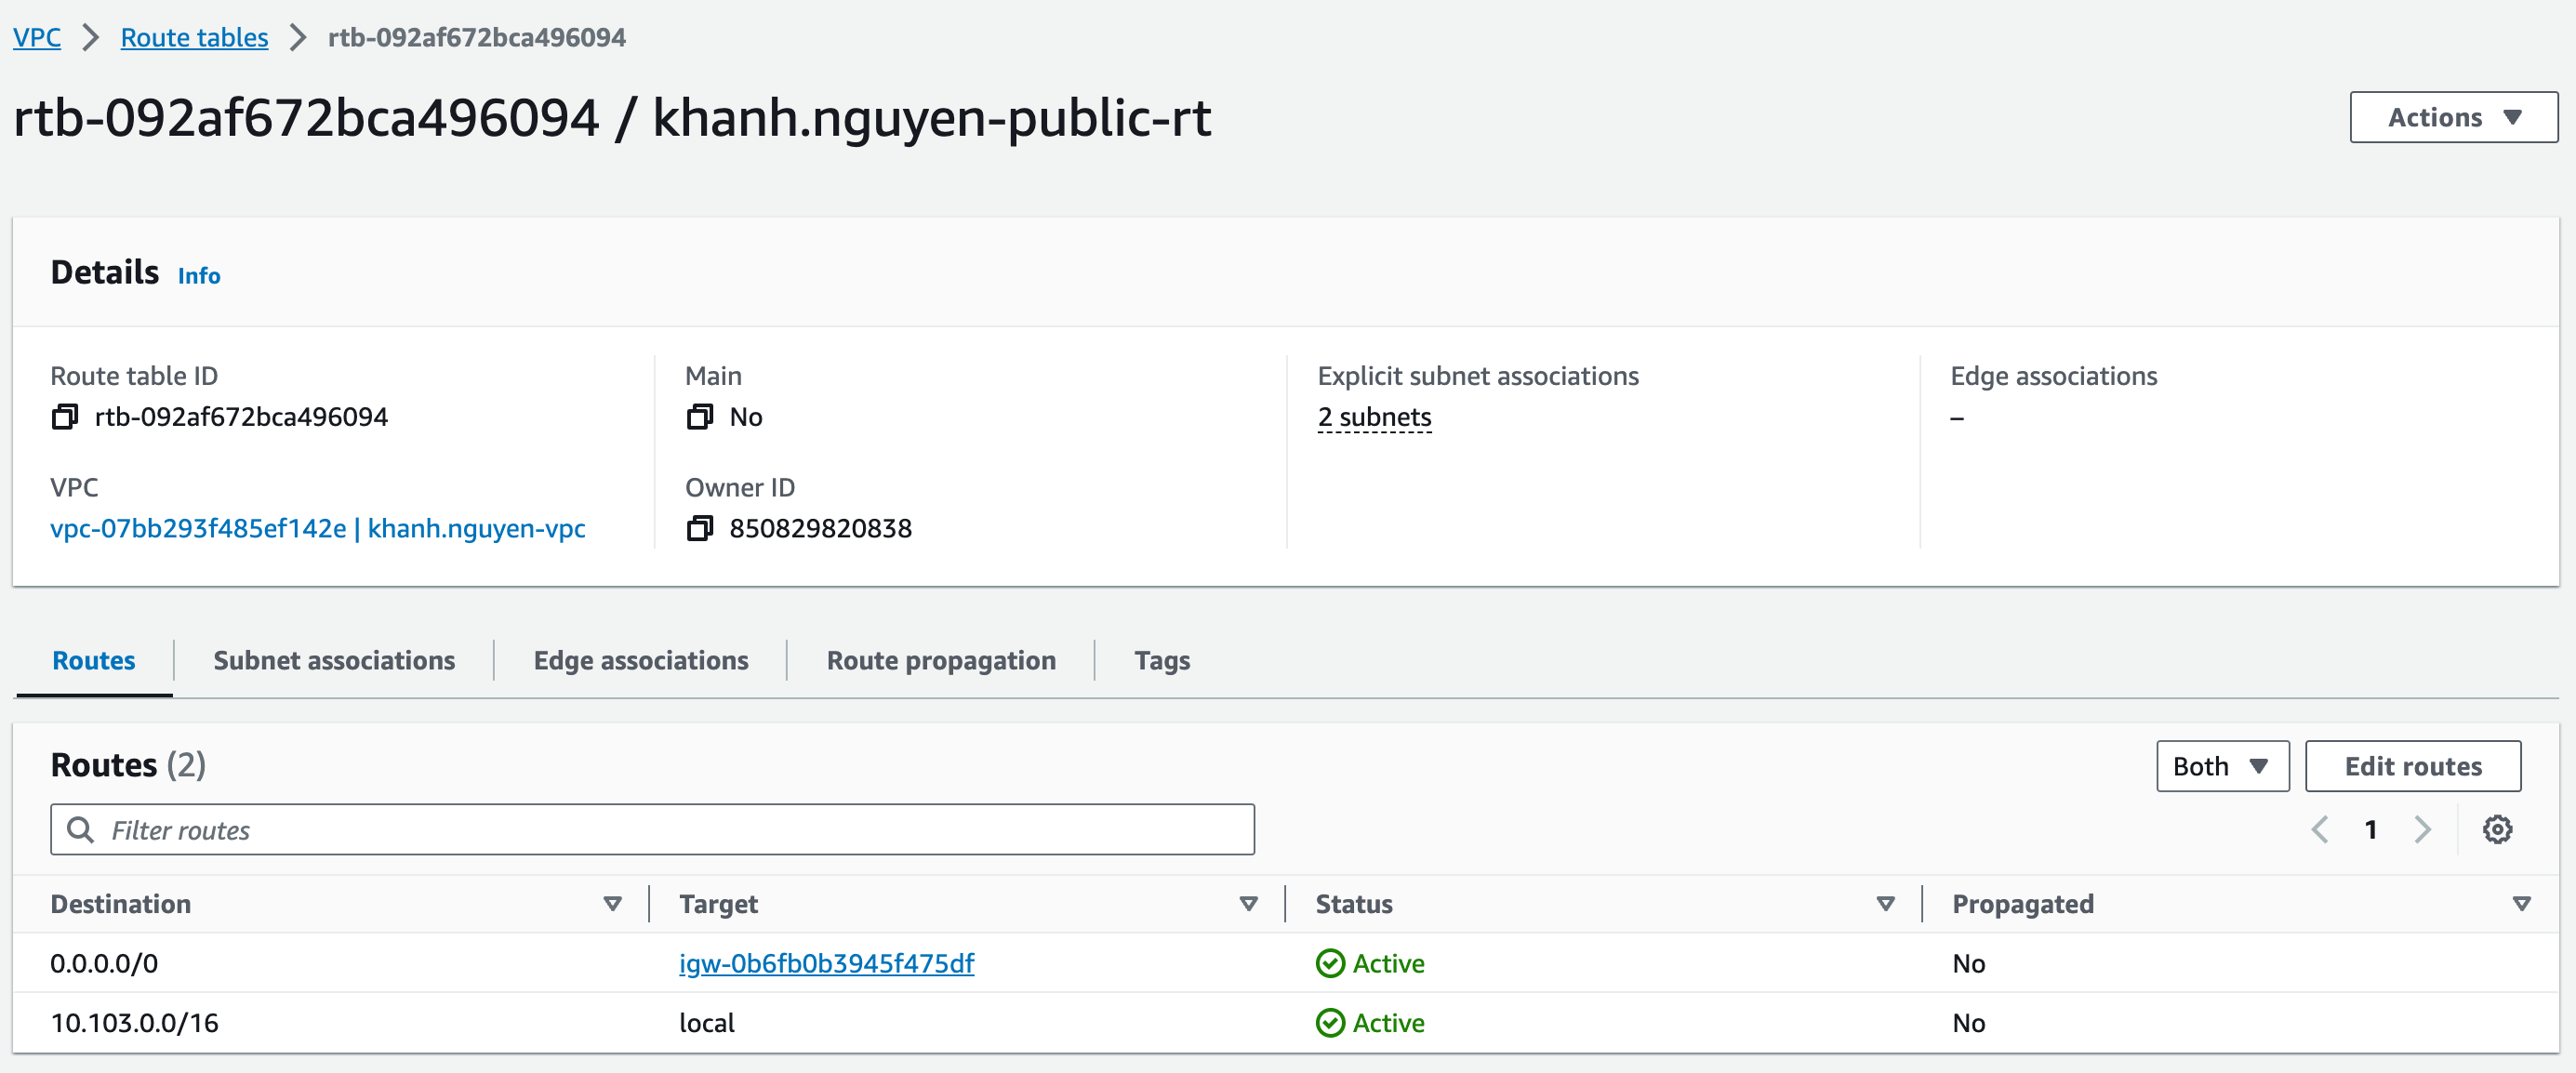 VPC > Route tables > rtb-092af672bca496094
rtb-092af672bca496094 / khanh.nguyen-public-rt
Actions
Details Info
Route table ID
rtb-092af672bca496094
Main
No
Explicit subnet associations
2 subnets
Edge associations
–
VPC
vpc-07bb293f485ef142e | khanh.nguyen-vpc
Owner ID
850829820838
Routes Subnet associations Edge associations Route propagation Tags
Routes (2)
Both Edit routes
Filter routes
1
Destination Target Status Propagated
0.0.0.0/0 igw-0b6fb0b3945f475df Active No
10.103.0.0/16 local Active No